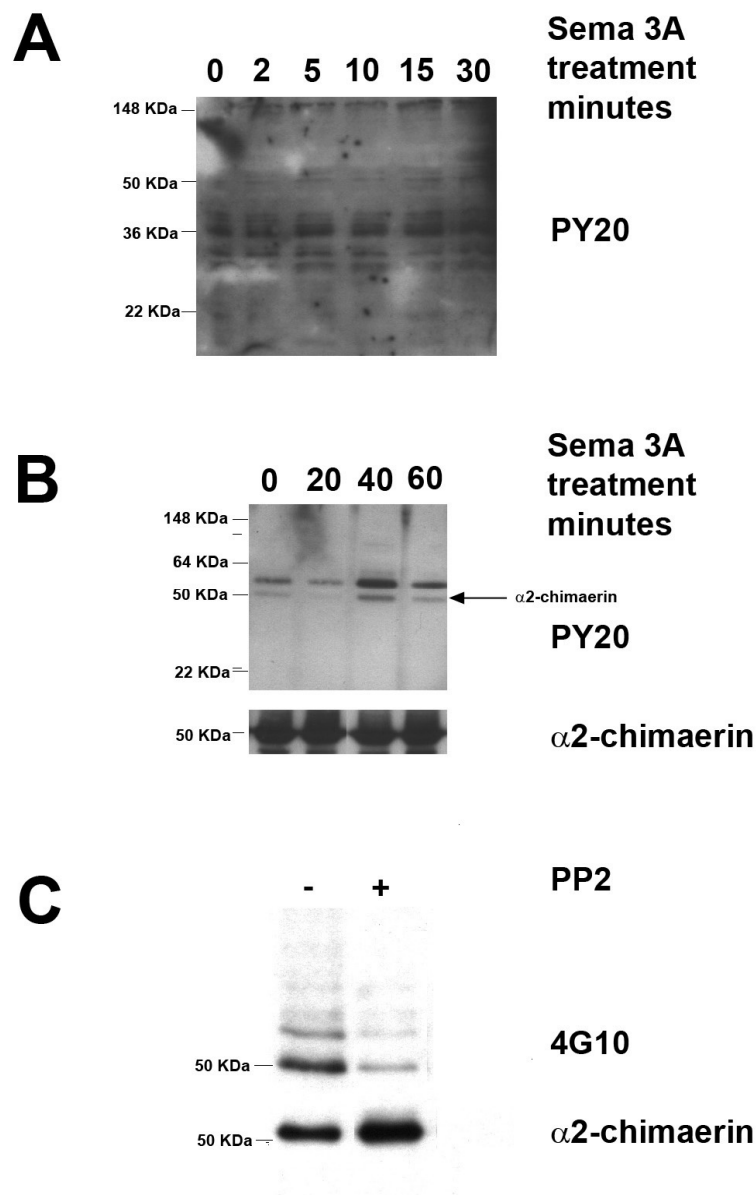 A
Sema 3A
treatment
minutes
0 2 5 10 15 30
148 KDa
50 KDa
PY20
36 KDa
22 KDa
B
Sema 3A
treatment
minutes
0 20 40 60
148 KDa
64 KDa
50 KDa
α2-chimaerin
PY20
22 KDa
50 KDa
α2-chimaerin
C
- +
PP2
4G10
50 KDa
α2-chimaerin
50 KDa